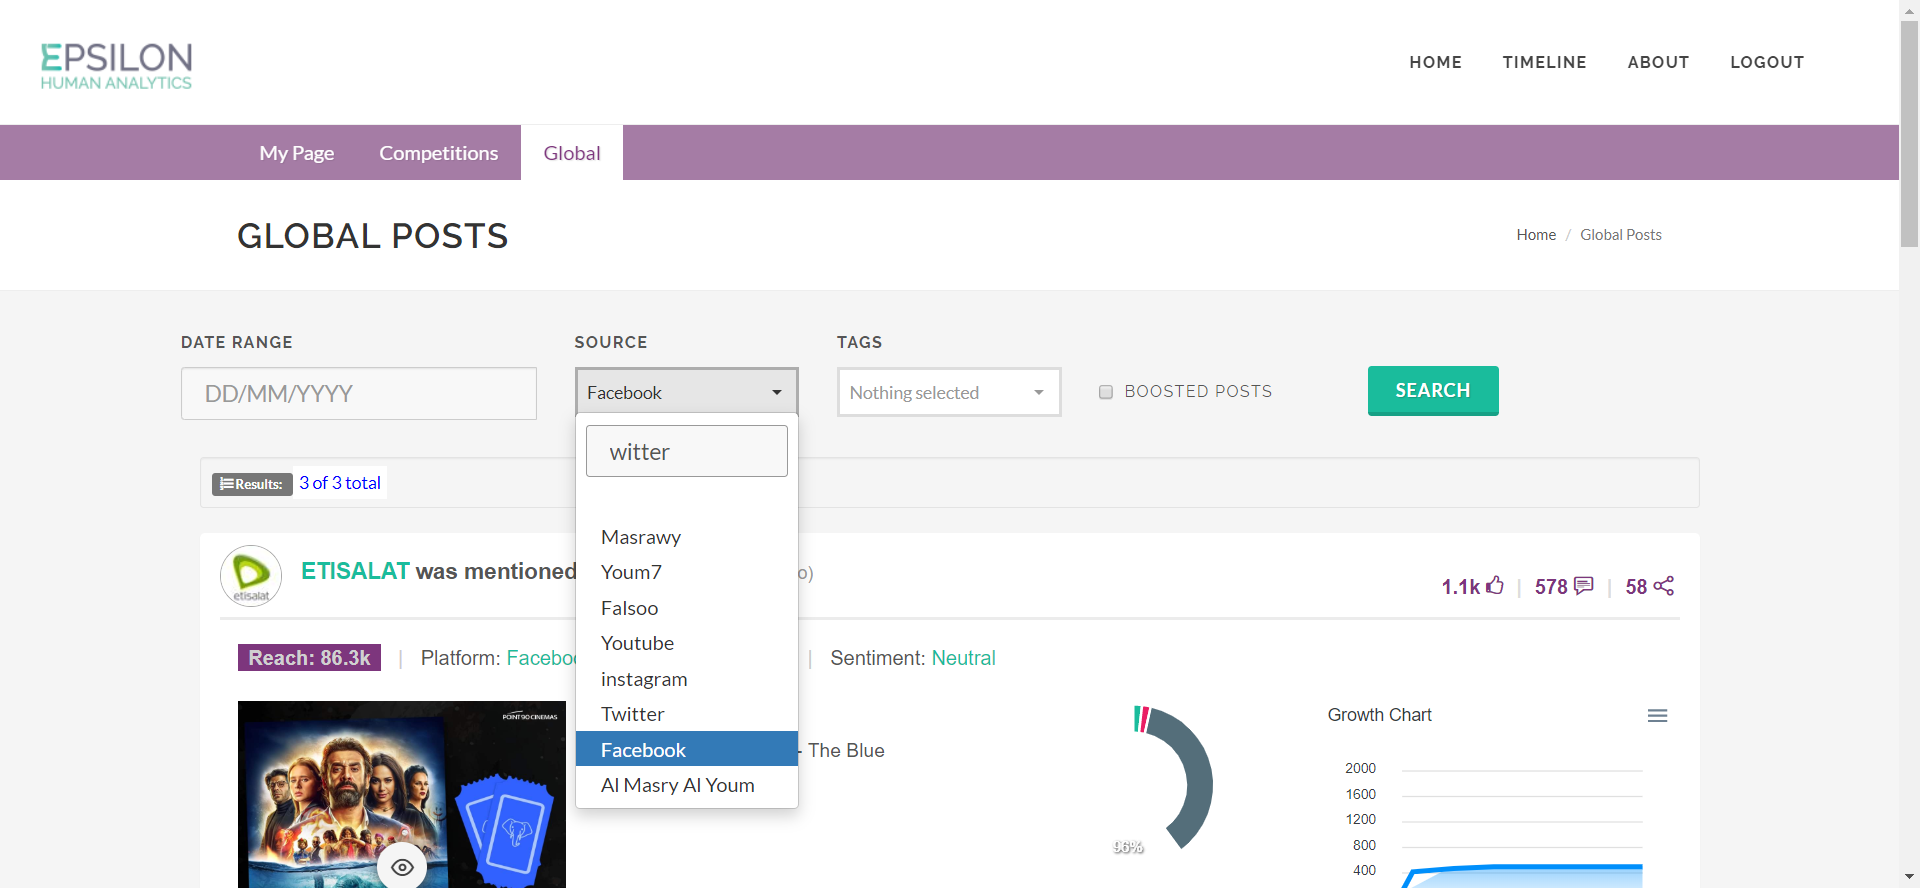 EPSILON
HUMAN ANALYTICS
HOME TIMELINE ABOUT LOGOUT
My Page Competitions Global
GLOBAL POSTS
Home / Global Posts
DATE RANGE SOURCE TAGS
DD/MM/YYYY Facebook Nothing selected BOOSTED POSTS SEARCH
witter
Results: 3 of 3 total
Masrawy
Youm7
Falsoo
Youtube
instagram
Twitter
Facebook
Al Masry Al Youm
etisalat
ETISALAT was mentioned o)
1.1k | 578 | 58
Reach: 86.3k | Platform: Facebo | Sentiment: Neutral
POINT 90 CINEMAS
- The Blue
96%
Growth Chart
2000
1600
1200
800
400